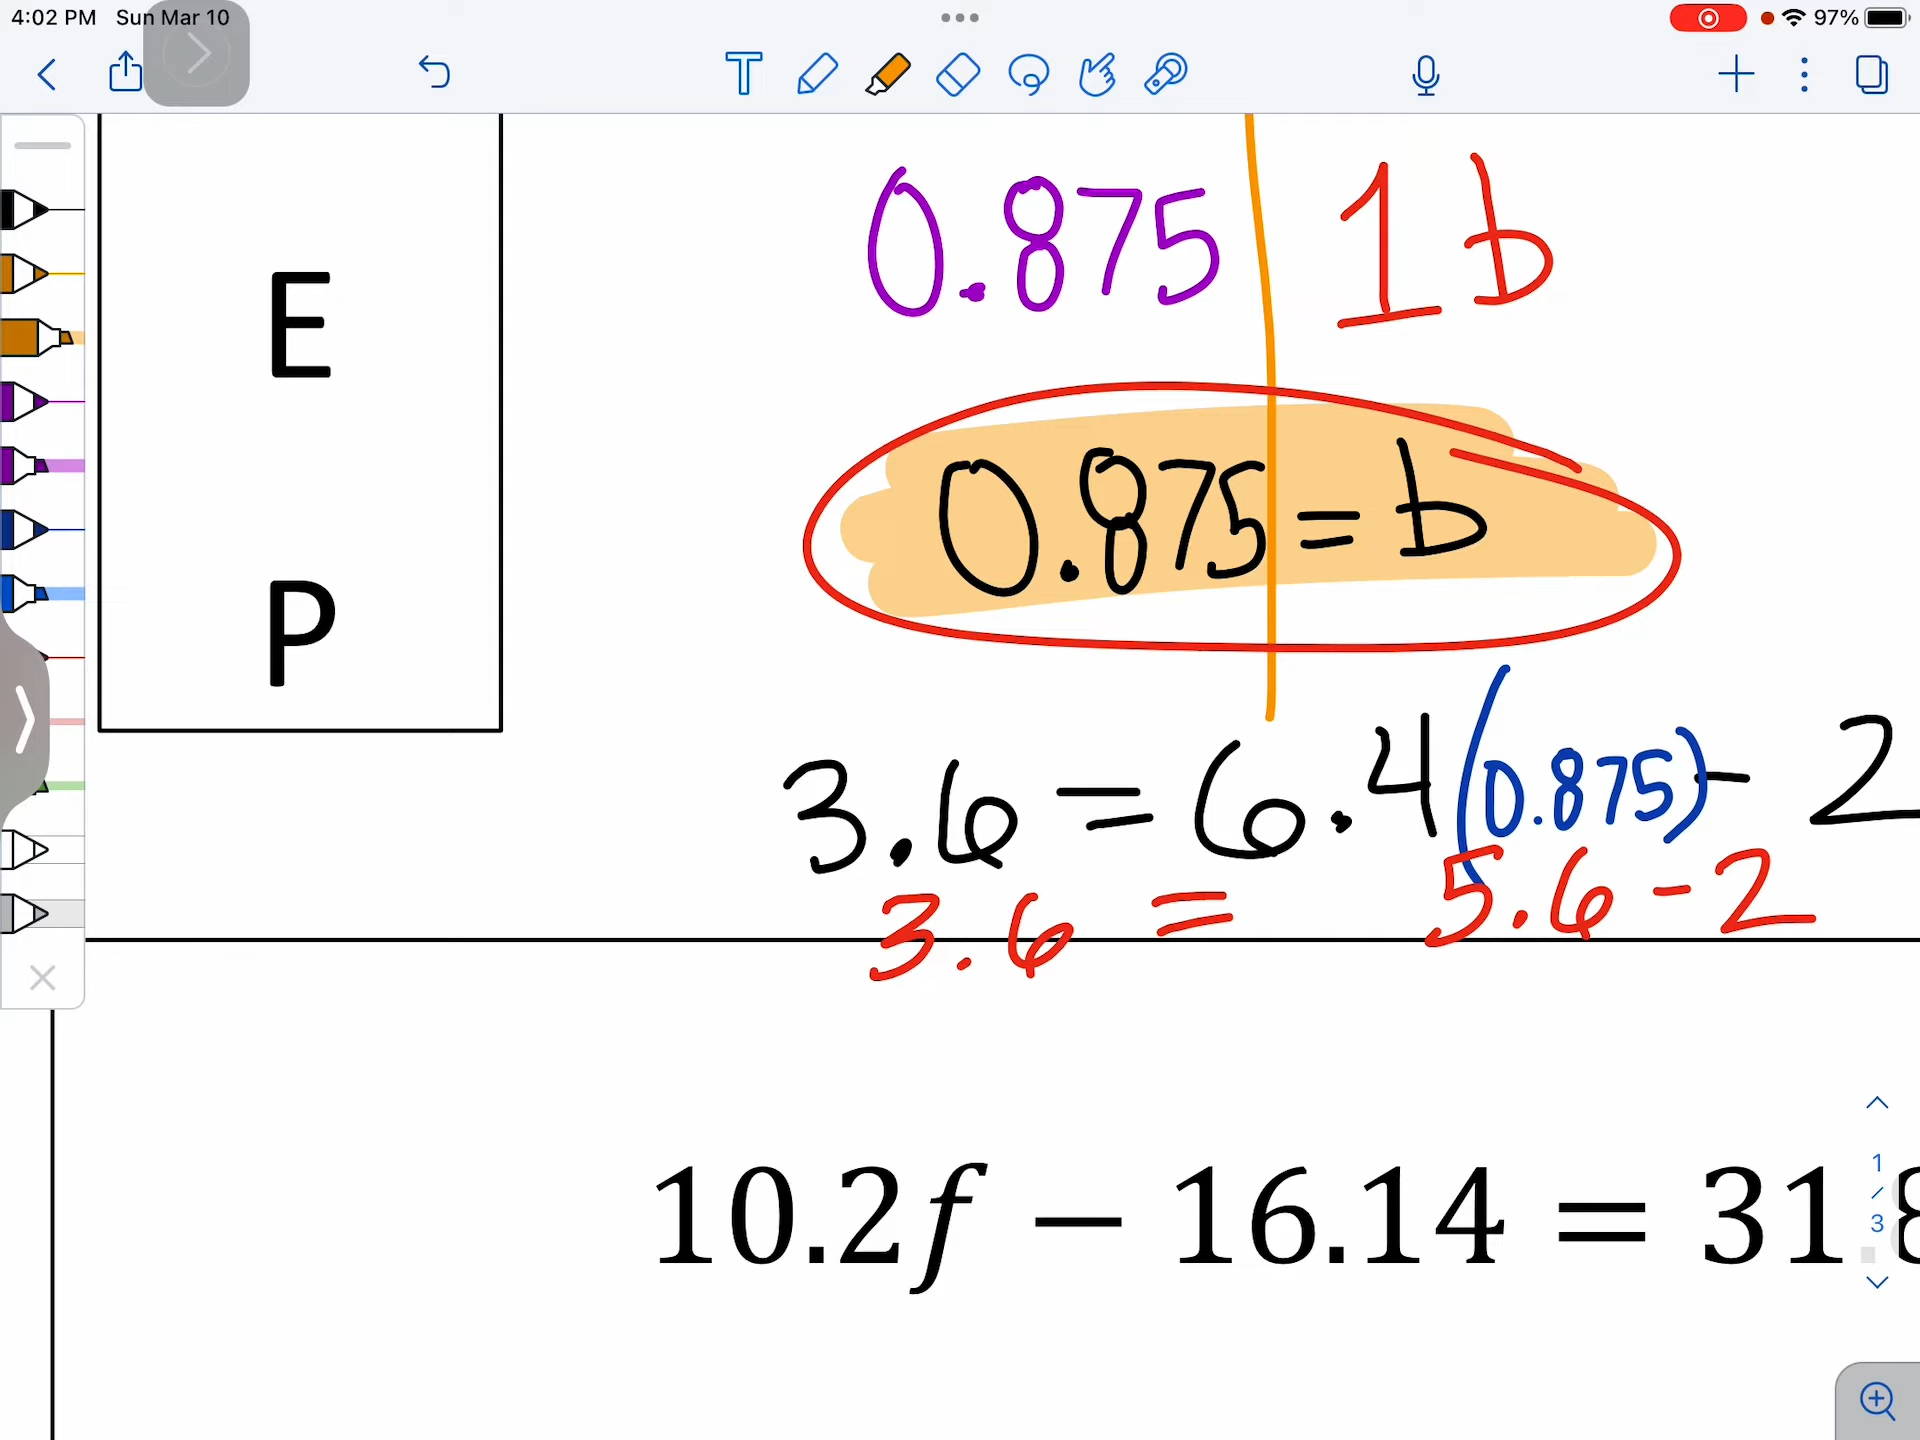 4:02 PM Sun Mar 10
97%
T
E
P
0.875 1b
0.875 = b
3.6 = 6.4(0.875) - 2
3.6 = 5.6 - 2
10.2f − 16.14 = 31.8
1/3